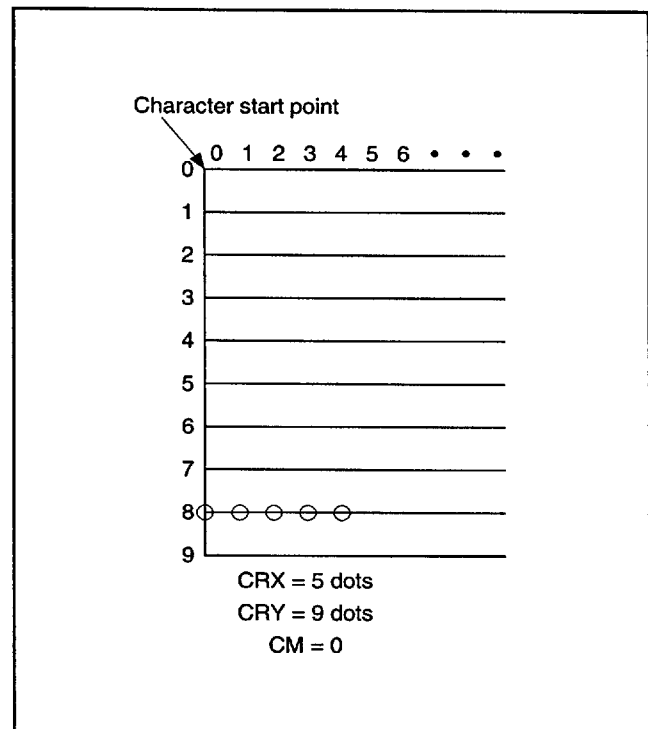 Character start point
0 1 2 3 4 5 6 • • •
0
1
2
3
4
5
6
7
8
9
CRX = 5 dots
CRY = 9 dots
CM = 0